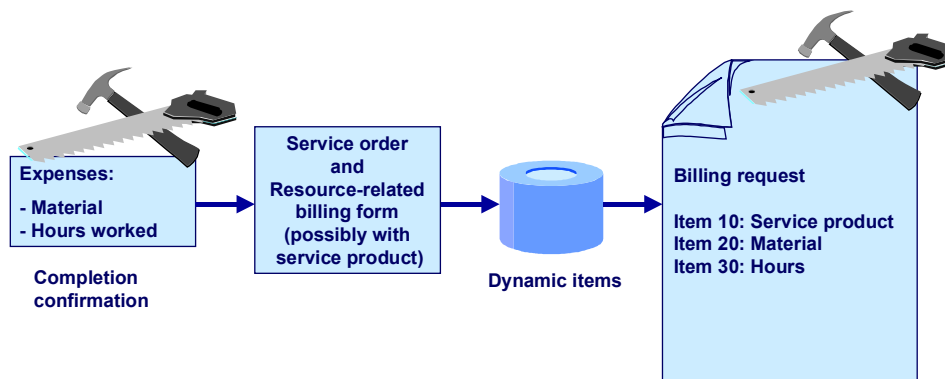 Expenses:
- Material
- Hours worked
Completion
confirmation
Service order
and
Resource-related
billing form
(possibly with
service product)
Dynamic items
Billing request
Item 10: Service product
Item 20: Material
Item 30: Hours